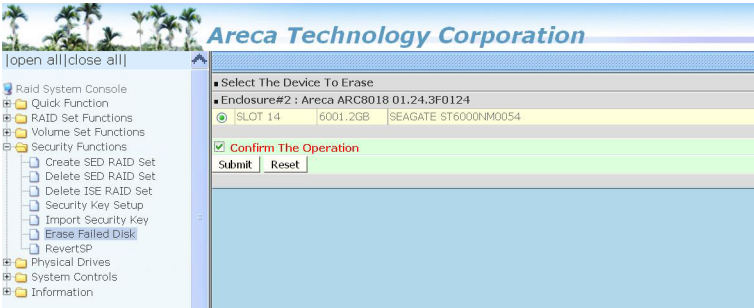 Areca Technology Corporation
|open all|close all|
Raid System Console
Quick Function
RAID Set Functions
Volume Set Functions
Security Functions
Create SED RAID Set
Delete SED RAID Set
Delete ISE RAID Set
Security Key Setup
Import Security Key
Erase Failed Disk
RevertSP
Physical Drives
System Controls
Information
Select The Device To Erase
Enclosure#2 : Areca ARC8018 01.24.3F0124
SLOT 14 6001.2GB SEAGATE ST6000NM0054
Confirm The Operation
Submit Reset